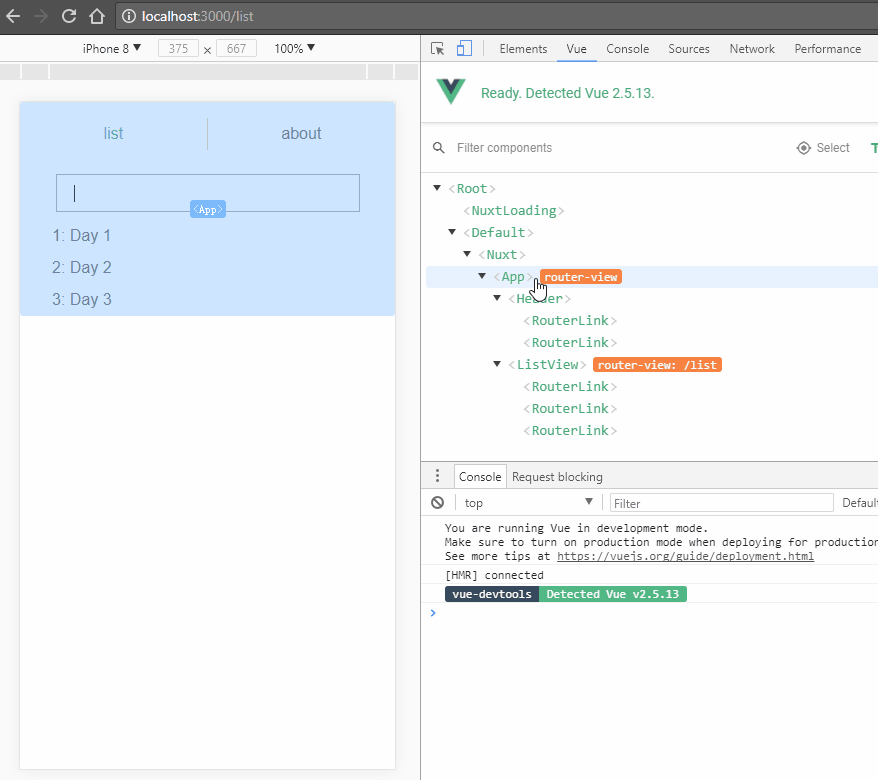 localhost:3000/list
iPhone 8 ▼ 375 × 667 100% ▼
Elements Vue Console Sources Network Performance
Ready. Detected Vue 2.5.13.
Filter components Select T
list about
<App>
1: Day 1
2: Day 2
3: Day 3
▼ <Root>
<NuxtLoading>
▼ <Default>
▼ <Nuxt>
▼ <App> router-view
▼ <Header>
<RouterLink>
<RouterLink>
▼ <ListView> router-view: /list
<RouterLink>
<RouterLink>
<RouterLink>
Console Request blocking
top ▼ Filter Defaul
You are running Vue in development mode.
Make sure to turn on production mode when deploying for production
See more tips at https://vuejs.org/guide/deployment.html
[HMR] connected
vue-devtools Detected Vue v2.5.13